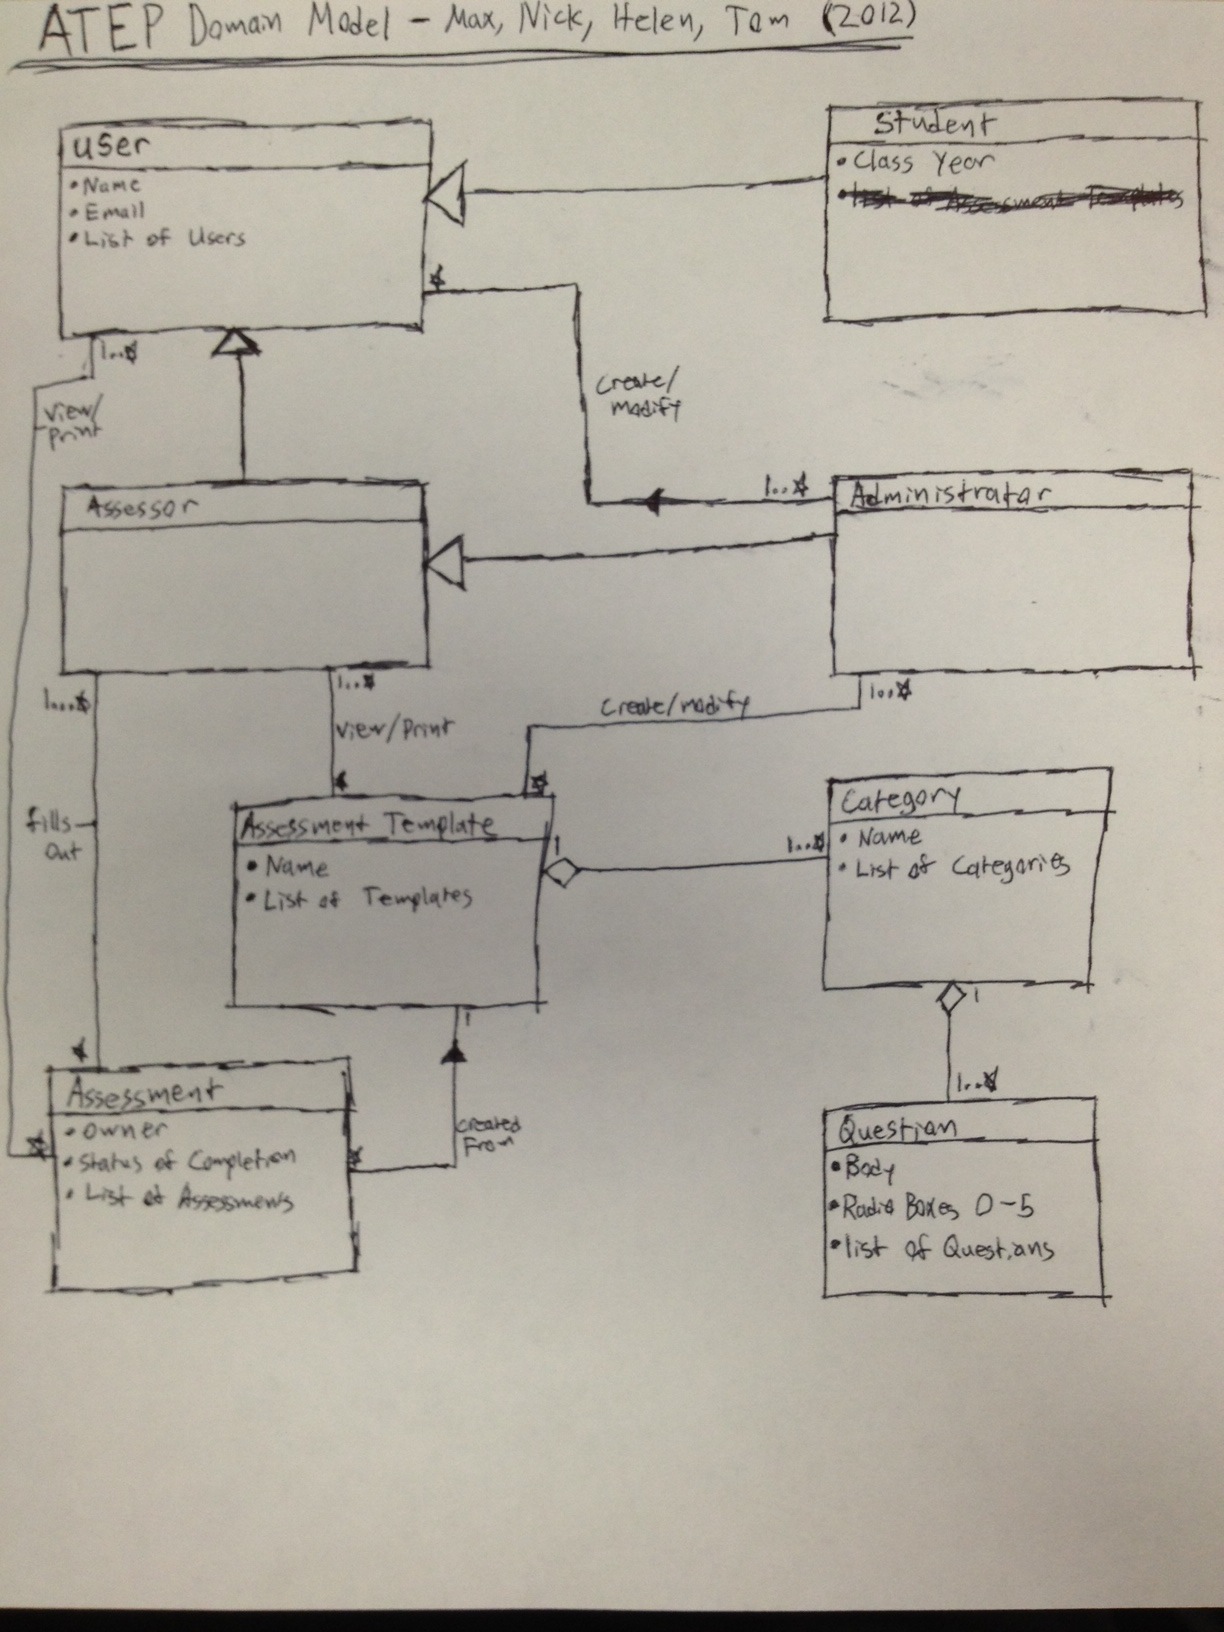 ATEP Domain Model - Max, Nick, Helen, Tom (2012)
User
• Name
• Email
• List of Users
Student
• Class Year
• List of Assessment Templates
*
1..*
View/
Print
Create/
modify
1..*
Assessor
Administrator
1...*
1..*
View/Print
Create/modify
1..*
fills
Out
*
*
Assessment Template
• Name
• List of Templates
1
1..*
Category
• Name
• List of Categories
1
1
1..*
*
Assessment
• Owner
• Status of Completion
• List of Assessments
*
*
Created
From
Question
• Body
• Radio Boxes 0-5
• list of Questions